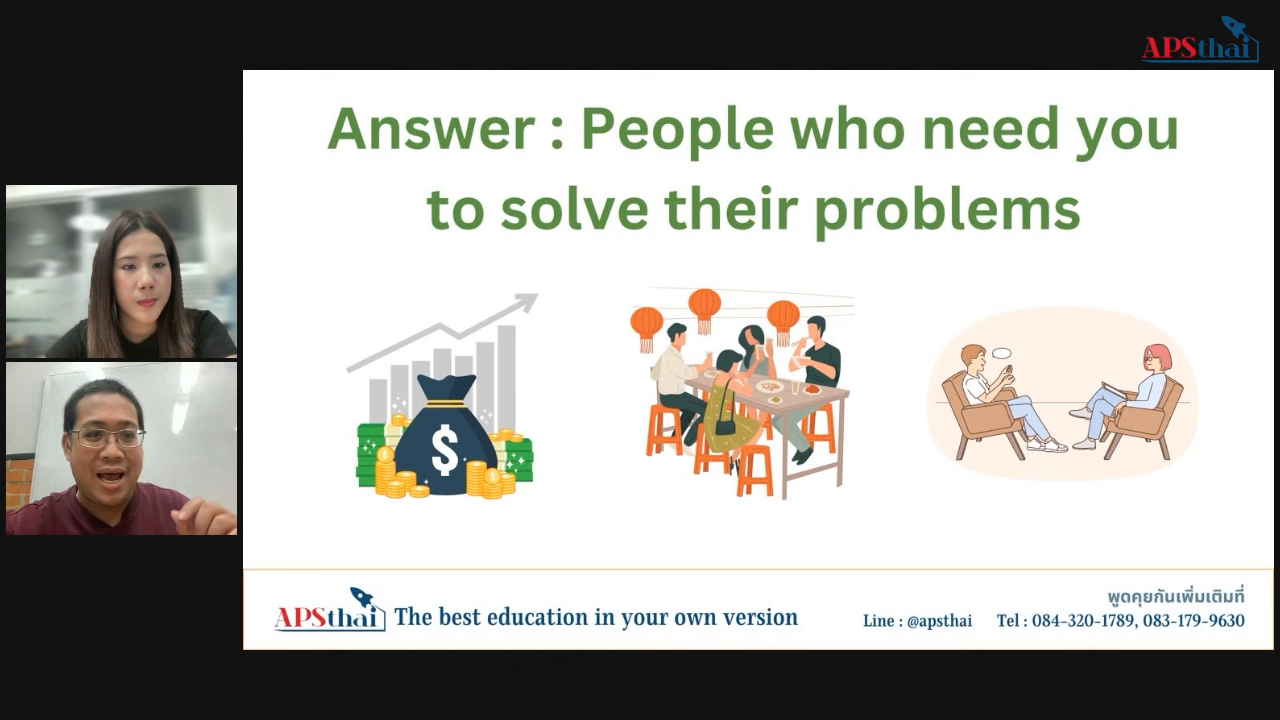 APSthai
Answer : People who need you
to solve their problems
$
APSthai The best education in your own version
พูดคุยกันเพิ่มเติมที่
Line : @apsthai Tel : 084-320-1789, 083-179-9630